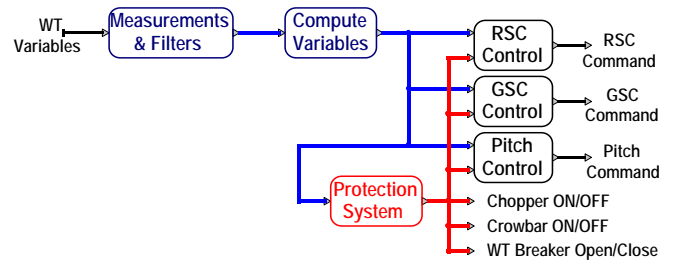 WT
Variables
Measurements
& Filters
Compute
Variables
RSC
Control
RSC
Command
GSC
Control
GSC
Command
Pitch
Control
Pitch
Command
Protection
System
Chopper ON/OFF
Crowbar ON/OFF
WT Breaker Open/Close